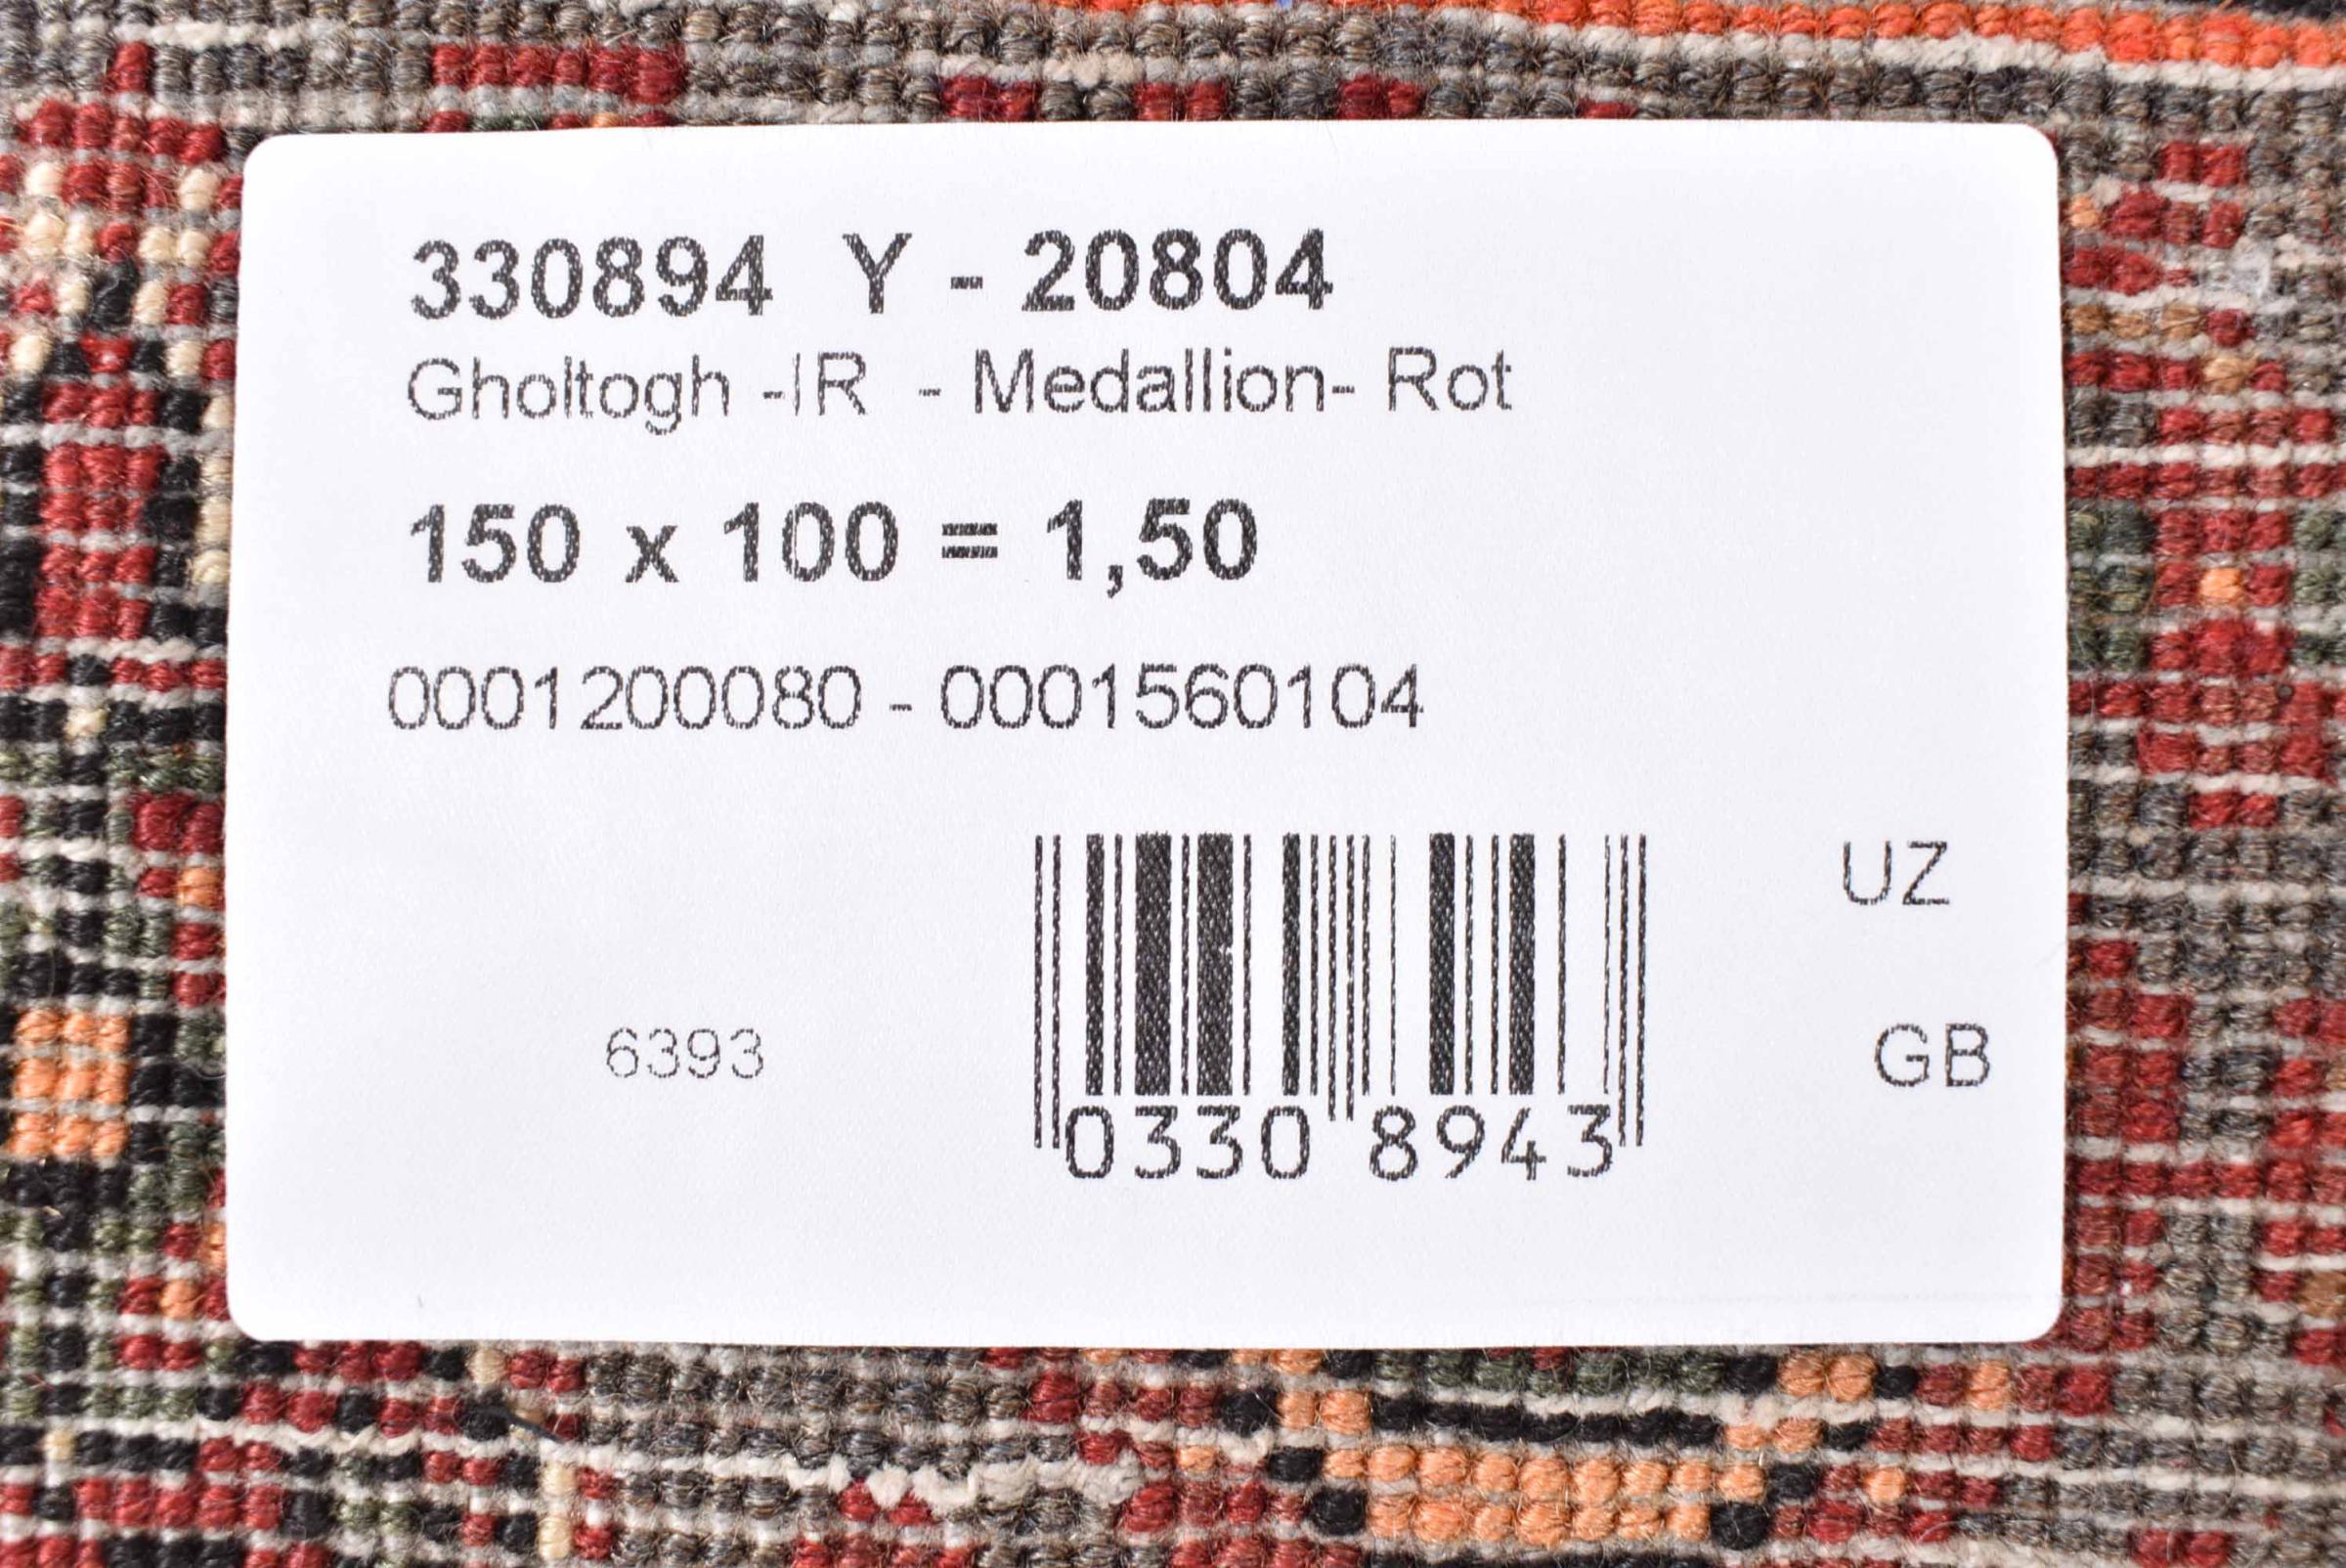 330894 Y - 20804
Gholtogh -IR - Medallion- Rot
150 x 100 = 1,50
0001200080 - 0001560104
UZ
6393
GB
0330 8943